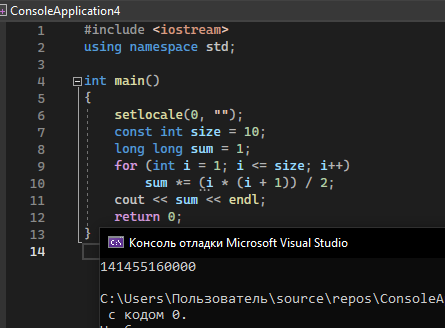 ConsoleApplication4
1 #include <iostream>
2 using namespace std;
3
4 int main()
5 {
6 setlocale(0, "");
7 const int size = 10;
8 long long sum = 1;
9 for (int i = 1; i <= size; i++)
10 sum *= (i * (i + 1)) / 2;
11 cout << sum << endl;
12 return 0;
13 }
14
Консоль отладки Microsoft Visual Studio
141455160000
C:\Users\Пользователь\source\repos\ConsoleA
с кодом 0.